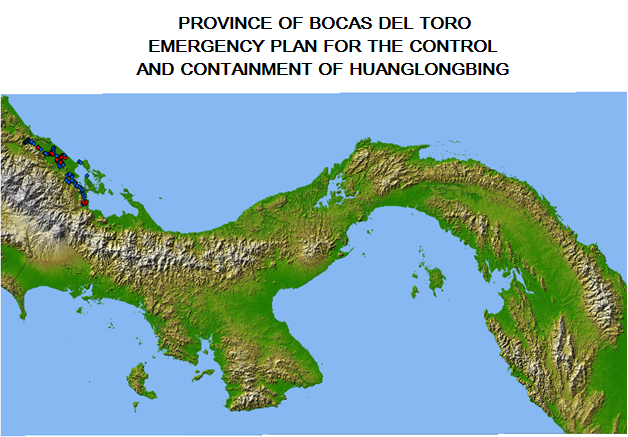 PROVINCE OF BOCAS DEL TORO
EMERGENCY PLAN FOR THE CONTROL
AND CONTAINMENT OF HUANGLONGBING